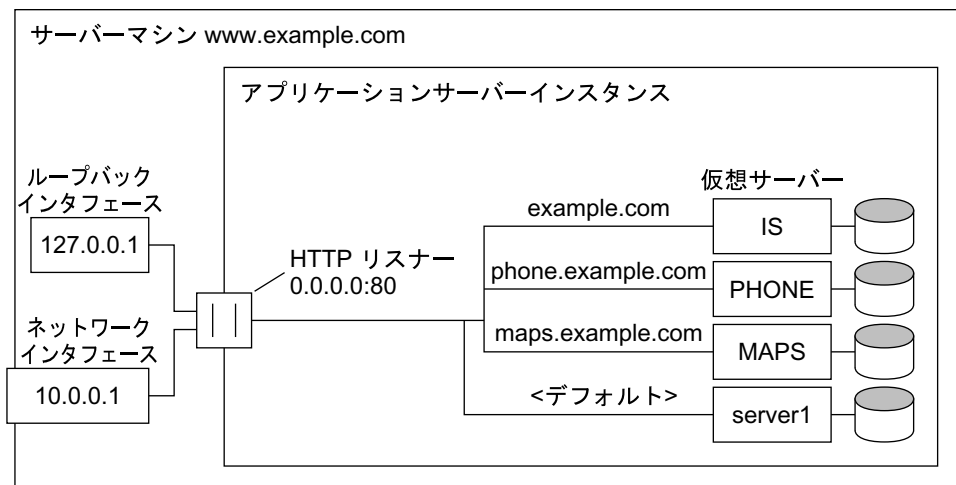 サーバーマシン www.example.com
アプリケーションサーバーインスタンス
ループバック
インタフェース
127.0.0.1
ネットワーク
インタフェース
10.0.0.1
HTTP リスナー
0.0.0.0:80
仮想サーバー
example.com
IS
phone.example.com
PHONE
maps.example.com
MAPS
<デフォルト>
server1